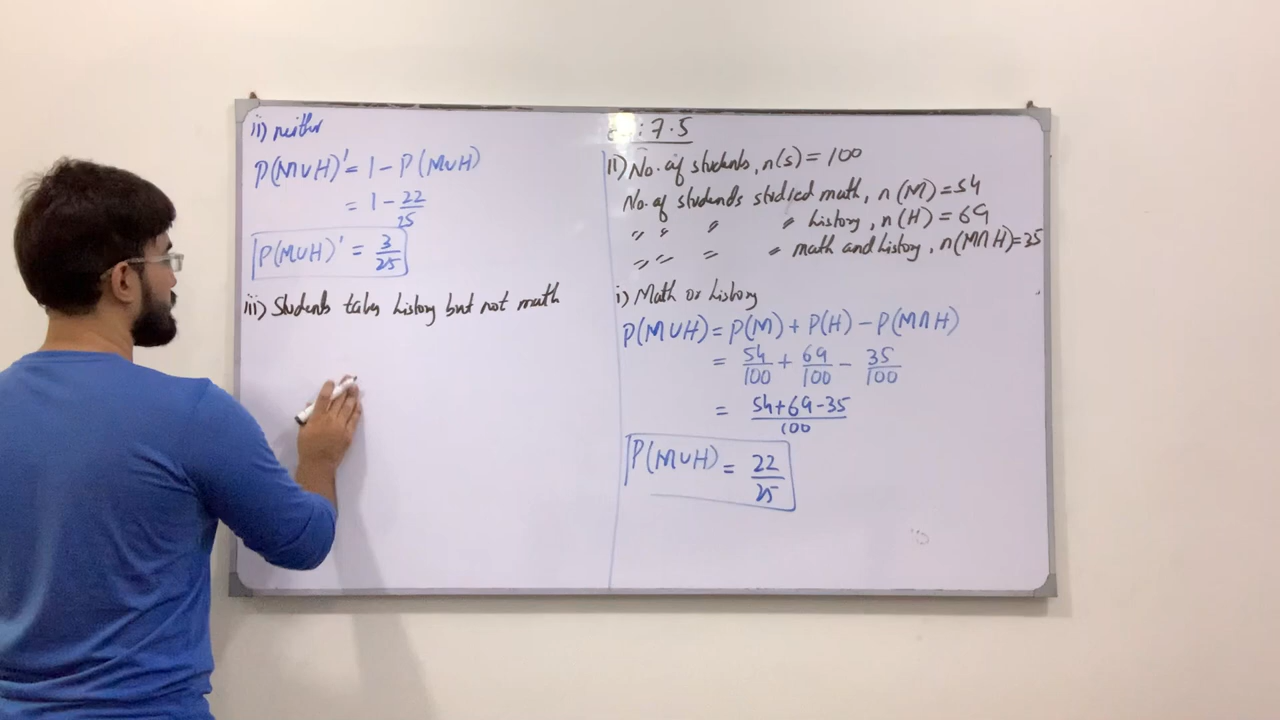 : 7.5
11) No. of students, n(s) = 100
No. of students studied math, n(M) = 54
〃 〃 〃 〃 history, n(H) = 69
〃 〃 〃 〃 math and history, n(M∩H) = 35
i) Math or history
P(M∪H) = P(M) + P(H) - P(M∩H)
= 54/100 + 69/100 - 35/100
= 54+69-35/100
P(M∪H) = 22/25
ii) neither
P(M∪H)' = 1 - P(M∪H)
= 1 - 22/25
P(M∪H)' = 3/25
iii) Students takes history but not math